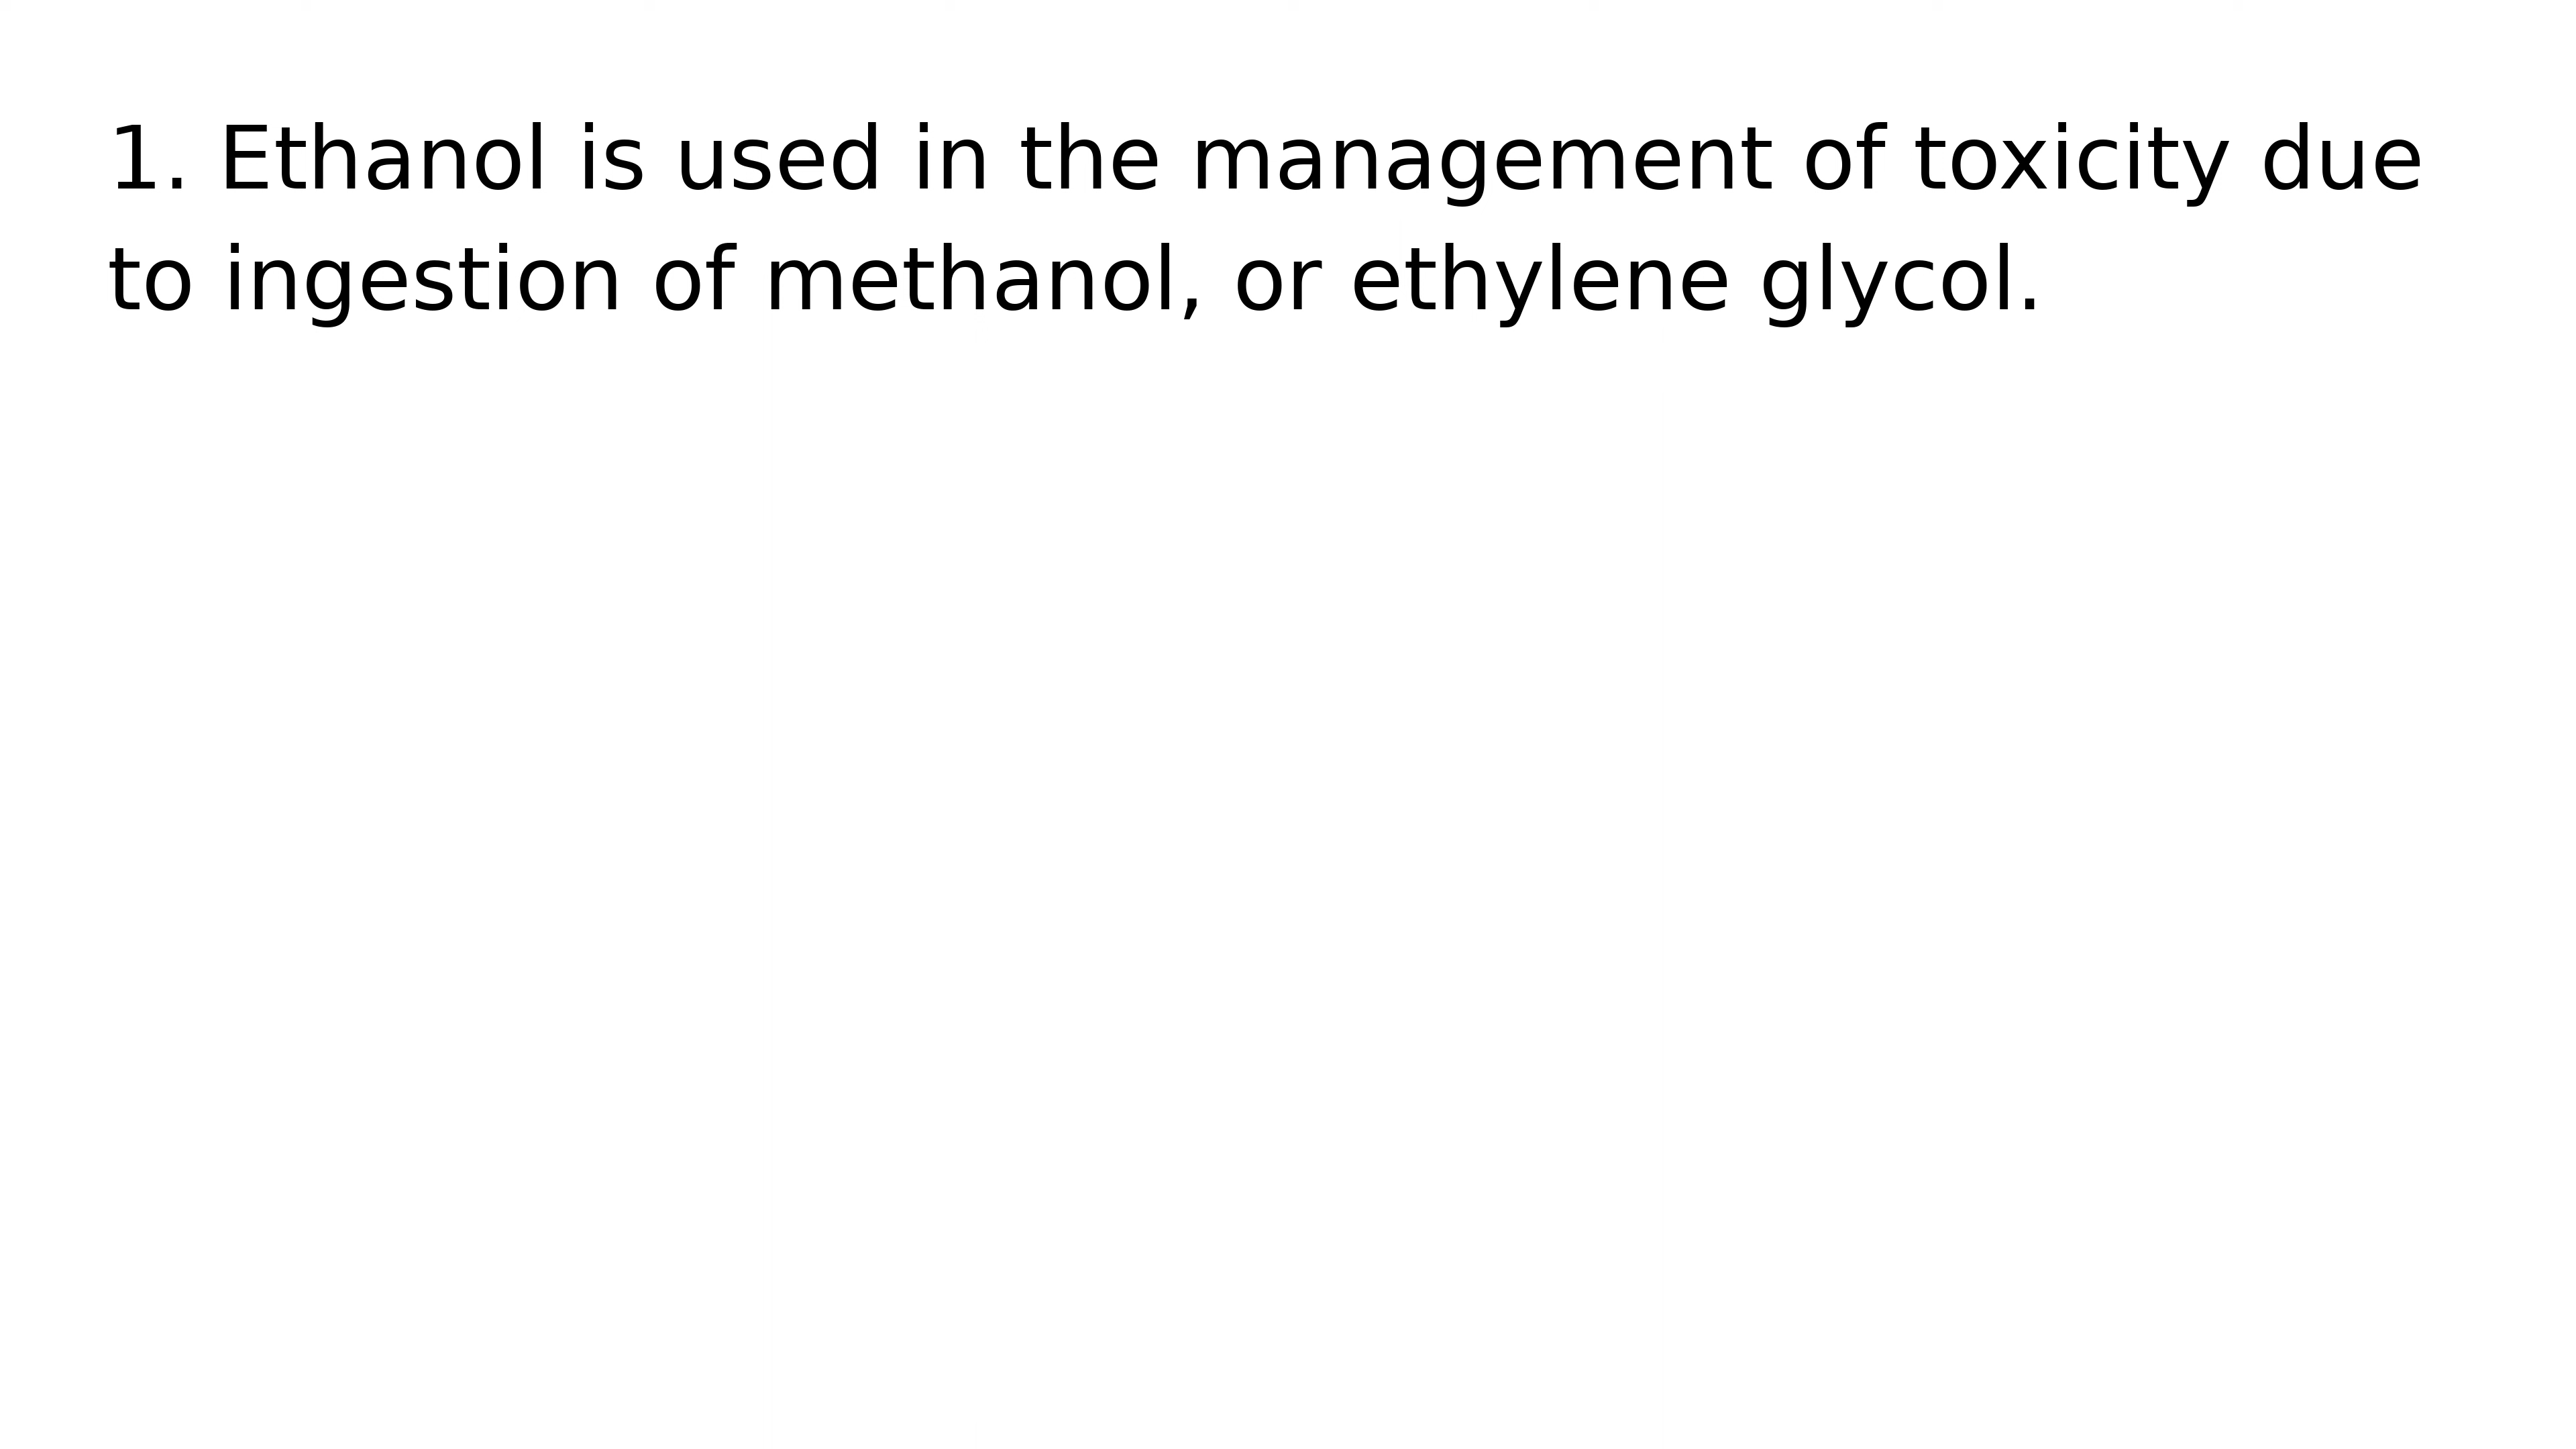 1. Ethanol is used in the management of toxicity due
to ingestion of methanol, or ethylene glycol.